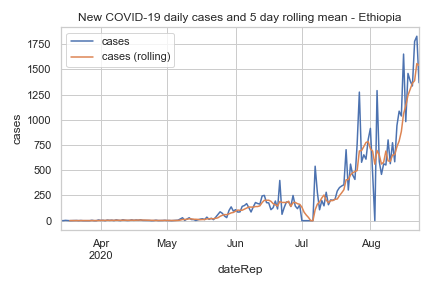 New COVID-19 daily cases and 5 day rolling mean - Ethiopia
cases
cases (rolling)
1750
1500
1250
1000
750
500
250
0
cases
Apr
2020
May
Jun
Jul
Aug
dateRep